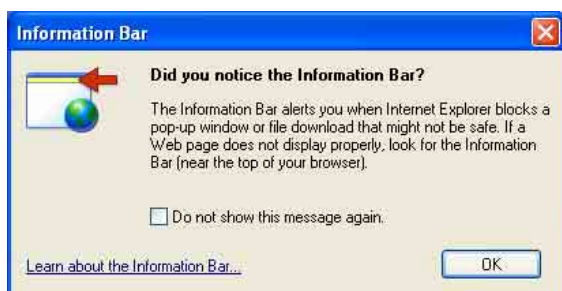 Information Bar
Did you notice the Information Bar?
The Information Bar alerts you when Internet Explorer blocks a
pop-up window or file download that might not be safe. If a
Web page does not display properly, look for the Information
Bar (near the top of your browser).
Do not show this message again.
Learn about the Information Bar...
OK